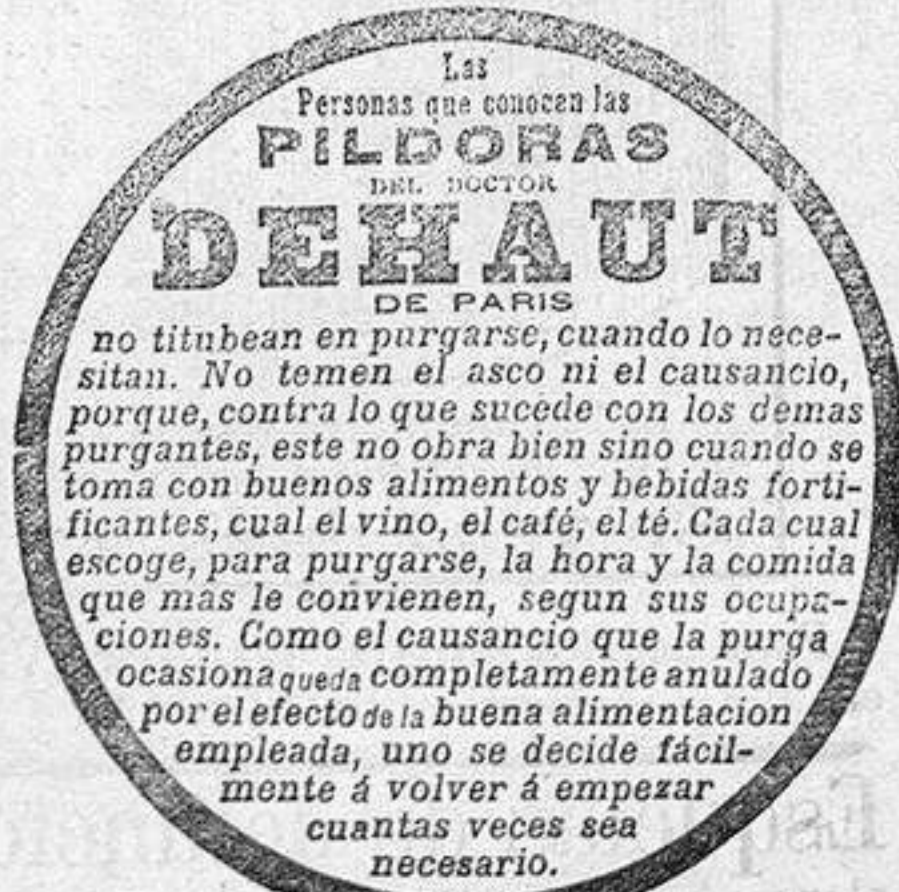 Las
Personas que conocen las
PILDORAS
DEL DOCTOR
DEHAUT
DE PARIS
no titubean en purgarse, cuando lo nece-
sitan. No temen el asco ni el causancio,
porque, contra lo que sucede con los demas
purgantes, este no obra bien sino cuando se
toma con buenos alimentos y bebidas forti-
ficantes, cual el vino, el café, el té. Cada cual
escoge, para purgarse, la hora y la comida
que mas le convienen, segun sus ocupa-
ciones. Como el causancio que la purga
ocasiona queda completamente anulado
por el efecto de la buena alimentacion
empleada, uno se decide fácil-
mente á volver á empezar
cuantas veces sea
necesario.